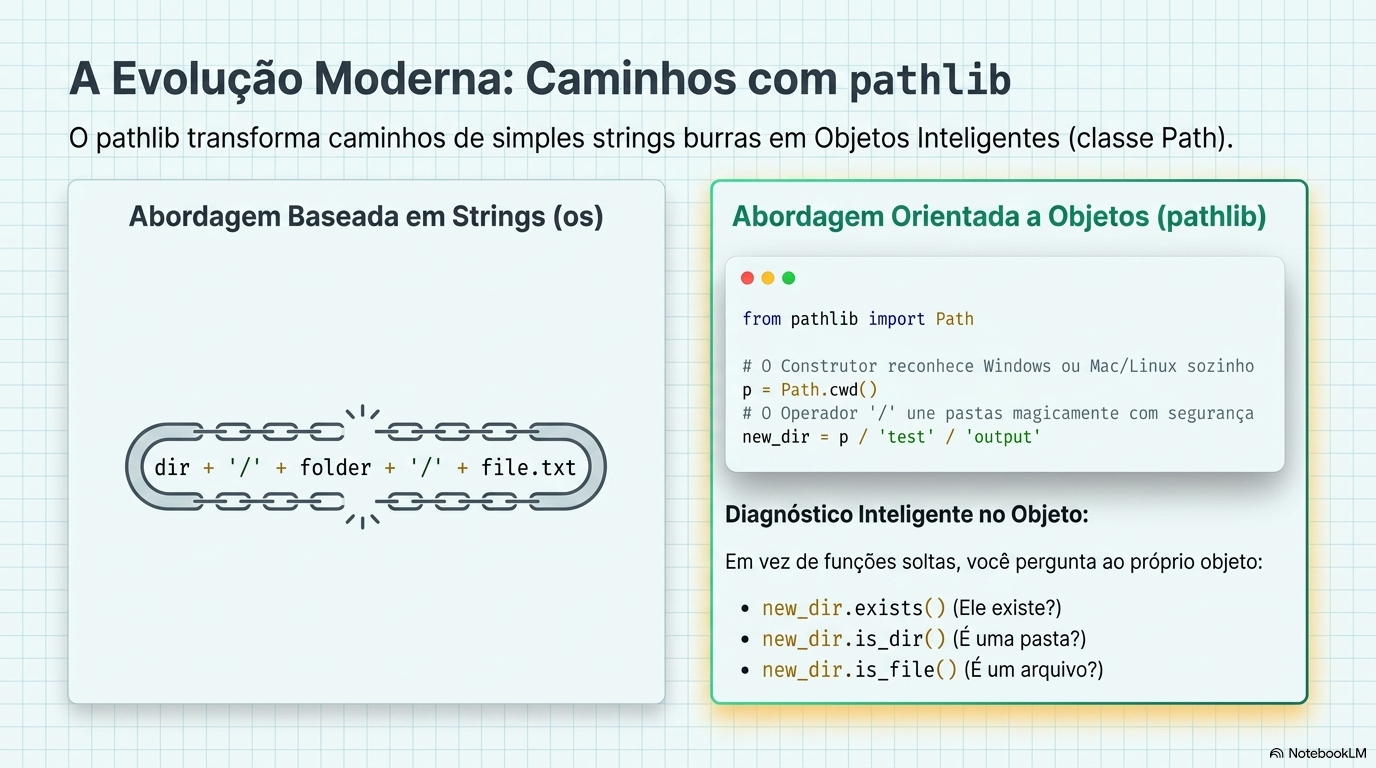 A Evolução Moderna: Caminhos com pathlib
O pathlib transforma caminhos de simples strings burras em Objetos Inteligentes (classe Path).
Abordagem Baseada em Strings (os)
dir + '/' + folder + '/' + file.txt
Abordagem Orientada a Objetos (pathlib)
from pathlib import Path
# O Construtor reconhece Windows ou Mac/Linux sozinho
p = Path.cwd()
# O Operador '/' une pastas magicamente com segurança
new_dir = p / 'test' / 'output'
Diagnóstico Inteligente no Objeto:
Em vez de funções soltas, você pergunta ao próprio objeto:
• new_dir.exists() (Ele existe?)
• new_dir.is_dir() (É uma pasta?)
• new_dir.is_file() (É um arquivo?)
NotebookLM